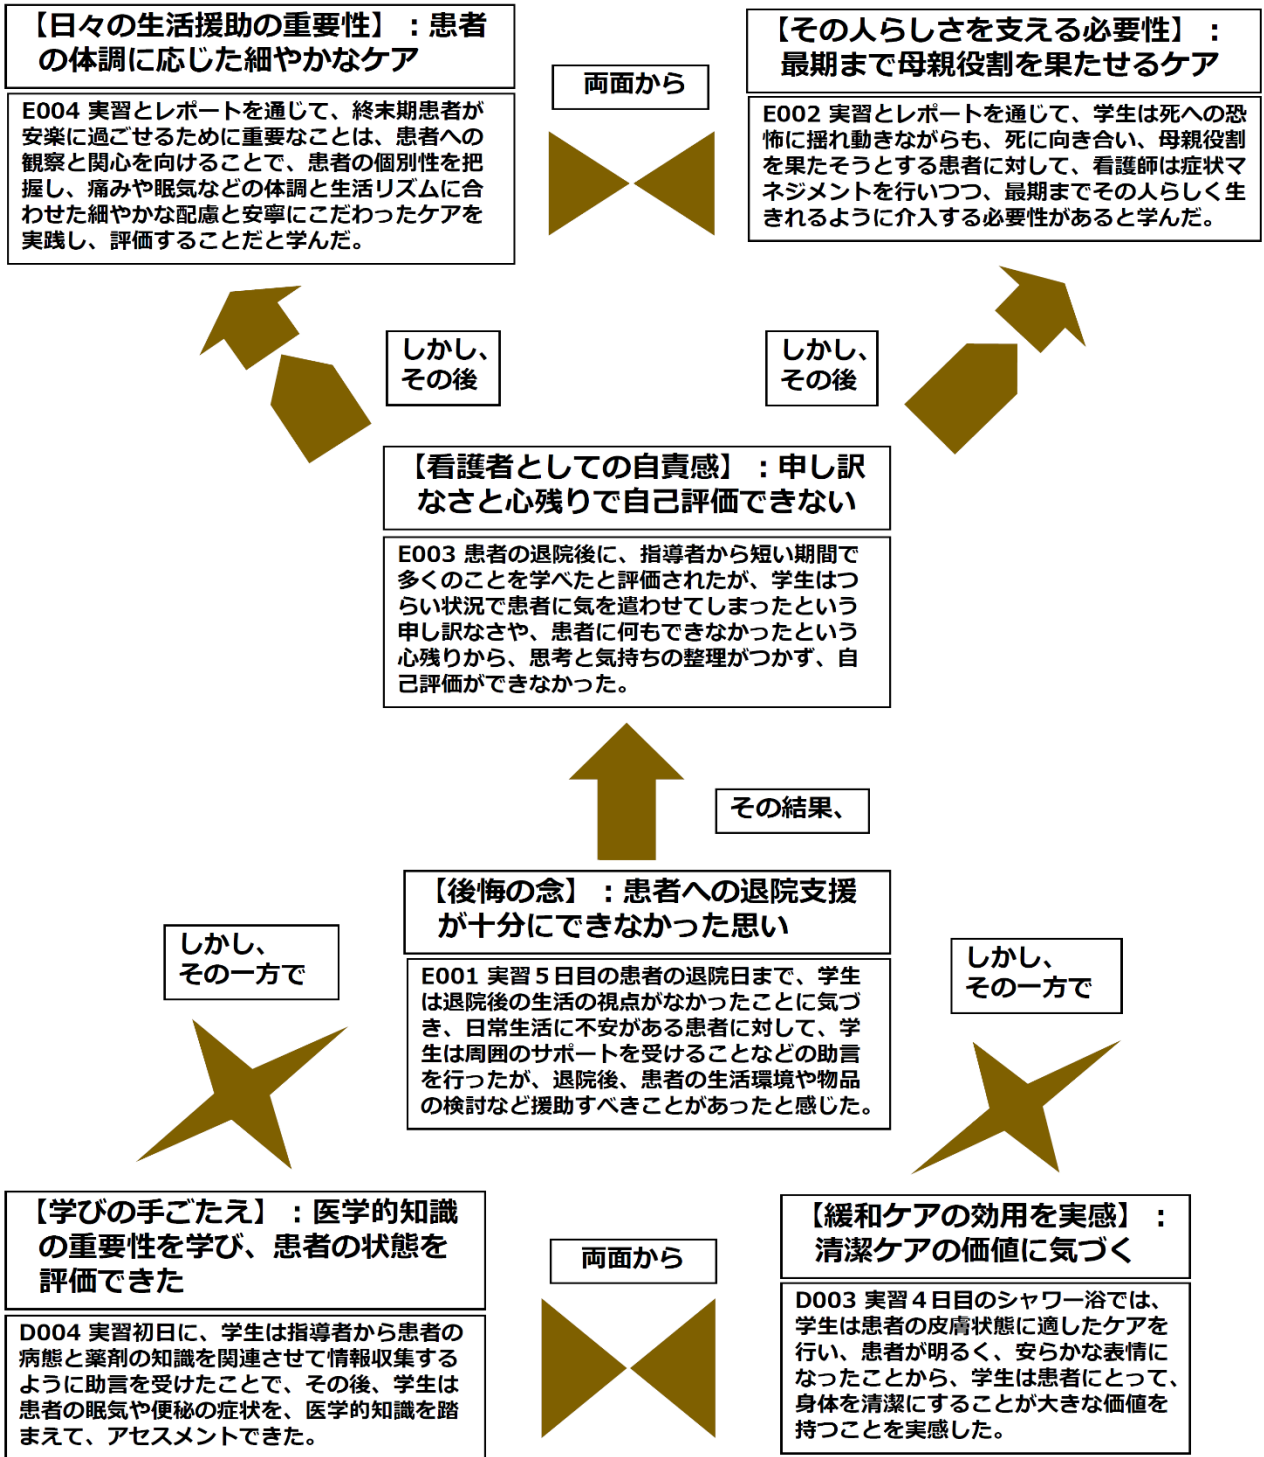 【日々の生活援助の重要性】：患者
の体調に応じた細やかなケア
E004 実習とレポートを通じて、終末期患者が
安楽に過ごせるために重要なことは、患者への
観察と関心を向けることで、患者の個別性を把
握し、痛みや眠気などの体調と生活リズムに合
わせた細やかな配慮と安寧にこだわったケアを
実践し、評価することだと学んだ。
両面から
【その人らしさを支える必要性】：
最期まで母親役割を果たせるケア
E002 実習とレポートを通じて、学生は死への恐
怖に揺れ動きながらも、死に向き合い、母親役割
を果たそうとする患者に対して、看護師は症状マ
ネジメントを行いつつ、最期までその人らしく生
きれるように介入する必要性があると学んだ。
しかし、
その後
しかし、
その後
【看護者としての自責感】：申し訳
なさと心残りで自己評価できない
E003 患者の退院後に、指導者から短い期間で
多くのことを学べたと評価されたが、学生はつ
らい状況で患者に気を遣わせてしまったという
申し訳なさや、患者に何もできなかったという
心残りから、思考と気持ちの整理がつかず、自
己評価ができなかった。
その結果、
【後悔の念】：患者への退院支援
が十分にできなかった思い
E001 実習５日目の患者の退院日まで、学生
は退院後の生活の視点がなかったことに気づ
き、日常生活に不安がある患者に対して、学
生は周囲のサポートを受けることなどの助言
を行ったが、退院後、患者の生活環境や物品
の検討など援助すべきことがあったと感じた。
しかし、
その一方で
しかし、
その一方で
【学びの手ごたえ】：医学的知識
の重要性を学び、患者の状態を
評価できた
D004 実習初日に、学生は指導者から患者の
病態と薬剤の知識を関連させて情報収集する
ように助言を受けたことで、その後、学生は
患者の眠気や便秘の症状を、医学的知識を踏
まえて、アセスメントできた。
両面から
【緩和ケアの効用を実感】：
清潔ケアの価値に気づく
D003 実習４日目のシャワー浴では、
学生は患者の皮膚状態に適したケアを
行い、患者が明るく、安らかな表情に
なったことから、学生は患者にとって、
身体を清潔にすることが大きな価値を
持つことを実感した。